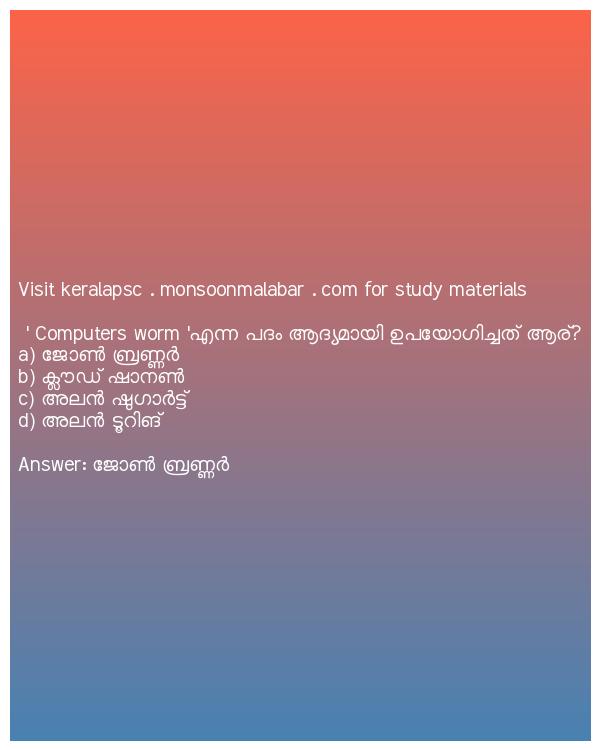 Visit keralapsc . monsoonmalabar . com for study materials
' Computers worm 'എന്ന പദം ആദ്യമായി ഉപയോഗിച്ചത് ആര്?
a) ജോൺ ബ്രണ്ണർ
b) ക്ലൗഡ് ഷാനൺ
c) അലൻ ഷുഗാർട്ട്
d) അലൻ ടൂറിങ്
Answer: ജോൺ ബ്രണ്ണർ